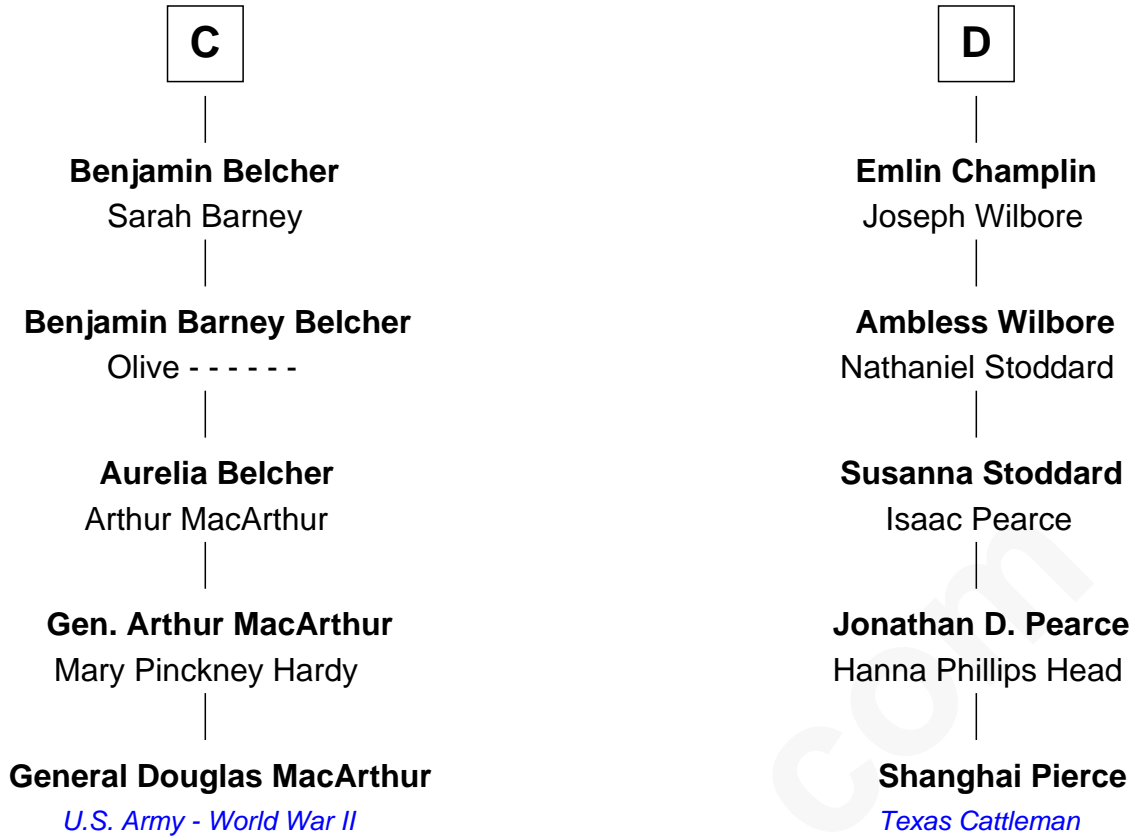 C
Benjamin Belcher
Sarah Barney
Benjamin Barney Belcher
Olive - - - - - -
Aurelia Belcher
Arthur MacArthur
Gen. Arthur MacArthur
Mary Pinckney Hardy
General Douglas MacArthur
U.S. Army - World War II
D
Emlin Champlin
Joseph Wilbore
Ambless Wilbore
Nathaniel Stoddard
Susanna Stoddard
Isaac Pearce
Jonathan D. Pearce
Hanna Phillips Head
Shanghai Pierce
Texas Cattleman
com